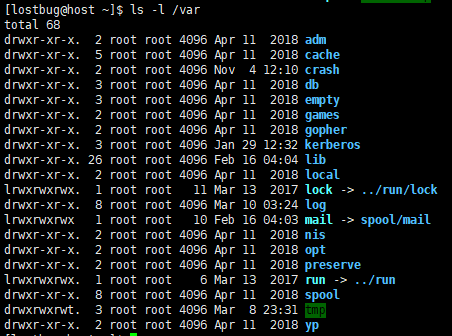 [lostbug@host ~]$ ls -l /var
total 68
drwxr-xr-x.  2 root root 4096 Apr 11  2018 adm
drwxr-xr-x.  5 root root 4096 Apr 11  2018 cache
drwxr-xr-x.  2 root root 4096 Nov  4 12:10 crash
drwxr-xr-x.  3 root root 4096 Apr 11  2018 db
drwxr-xr-x.  3 root root 4096 Apr 11  2018 empty
drwxr-xr-x.  2 root root 4096 Apr 11  2018 games
drwxr-xr-x.  2 root root 4096 Apr 11  2018 gopher
drwxr-xr-x.  3 root root 4096 Jan 29 12:32 kerberos
drwxr-xr-x. 26 root root 4096 Feb 16 04:04 lib
drwxr-xr-x.  2 root root 4096 Apr 11  2018 local
lrwxrwxrwx.  1 root root   11 Mar 13  2017 lock -> ../run/lock
drwxr-xr-x.  8 root root 4096 Mar 10 03:24 log
lrwxrwxrwx   1 root root   10 Feb 16 04:03 mail -> spool/mail
drwxr-xr-x.  2 root root 4096 Apr 11  2018 nis
drwxr-xr-x.  2 root root 4096 Apr 11  2018 opt
drwxr-xr-x.  2 root root 4096 Apr 11  2018 preserve
lrwxrwxrwx.  1 root root    6 Mar 13  2017 run -> ../run
drwxr-xr-x.  8 root root 4096 Apr 11  2018 spool
drwxrwxrwt.  3 root root 4096 Mar  8 23:31 tmp
drwxr-xr-x.  2 root root 4096 Apr 11  2018 yp